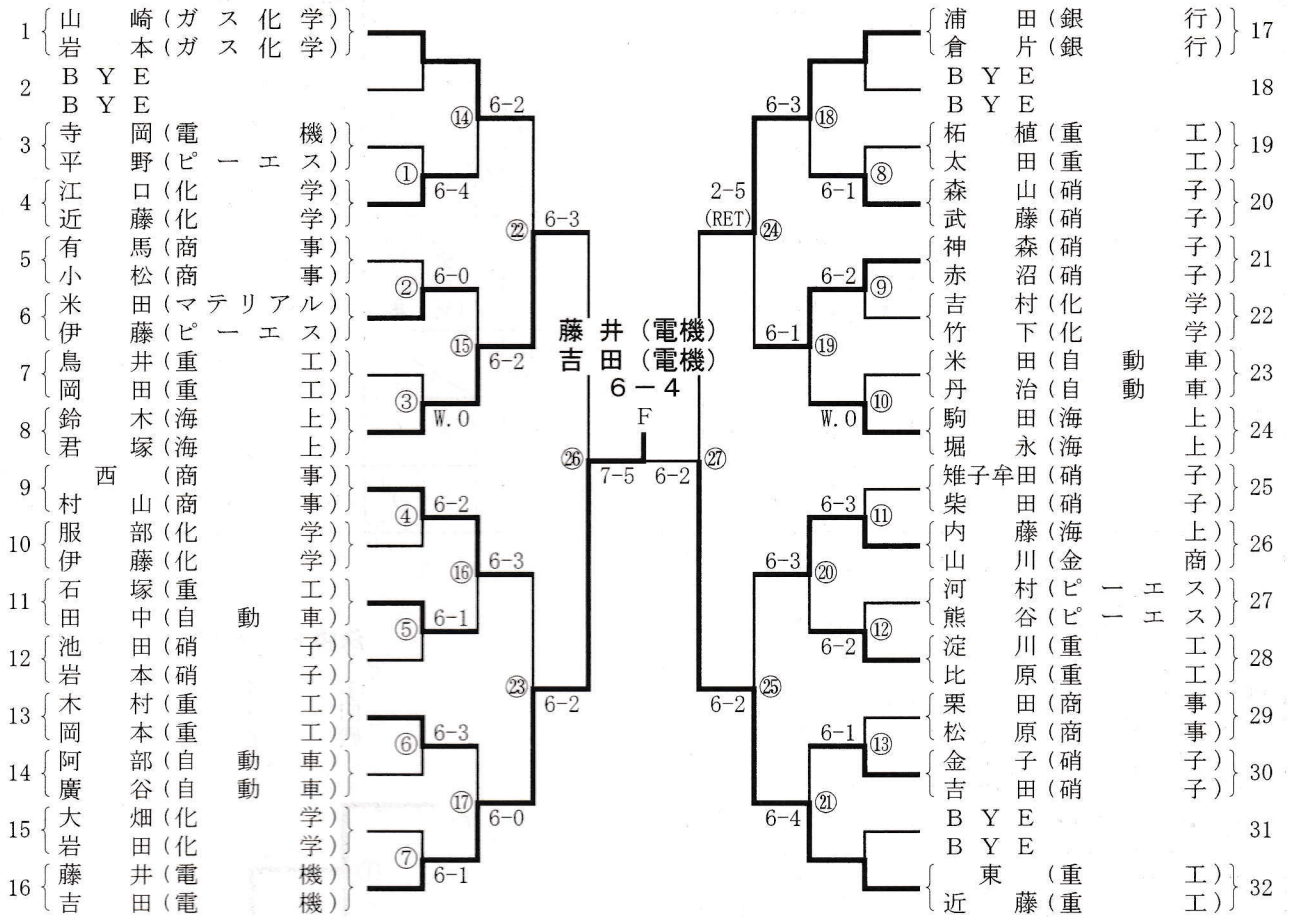 1 山崎(ガス化学)
岩本(ガス化学)
2 BYE
BYE
3 寺岡(電機)
平野(ピーエス)
4 江口(化学)
近藤(化学)
5 有馬(商事)
小松(商事)
6 米田(マテリアル)
伊藤(ピーエス)
7 鳥井(重工)
岡田(重工)
8 鈴木(海上)
君塚(海上)
9 西(商事)
村山(商事)
10 服部(化学)
伊藤(化学)
11 石塚(重工)
田中(自動車)
12 池田(硝子)
岩本(硝子)
13 木村(重工)
岡本(重工)
14 阿部(自動車)
廣谷(自動車)
15 大畑(化学)
岩田(化学)
16 藤井(電機)
吉田(電機)
① 6-4
② 6-0
③ W.O
④ 6-2
⑤ 6-1
⑥ 6-3
⑦ 6-1
⑭ 6-2
⑮ 6-2
⑯ 6-3
⑰ 6-0
㉒ 6-3
㉓ 6-2
㉖ 7-5
藤井(電機)
吉田(電機)
6-4
F
6-2 ㉗
2-5 (RET) ㉔
6-2 ㉕
6-3 ⑱
6-1 ⑲
6-3 ⑳
6-4 ㉑
6-1 ⑧
6-2 ⑨
W.O ⑩
6-3 ⑪
6-2 ⑫
6-1 ⑬
浦田(銀行) 17
倉片(銀行)
BYE 18
BYE
柘植(重工) 19
太田(重工)
森山(硝子) 20
武藤(硝子)
神森(硝子) 21
赤沼(硝子)
吉村(化学) 22
竹下(化学)
米田(自動車) 23
丹治(自動車)
駒田(海上) 24
堀永(海上)
雉子牟田(硝子) 25
柴田(硝子)
内藤(海上) 26
山川(金商)
河村(ピーエス) 27
熊谷(ピーエス)
淀川(重工) 28
比原(重工)
栗田(商事) 29
松原(商事)
金子(硝子) 30
吉田(硝子)
BYE 31
BYE
東(重工) 32
近藤(重工)